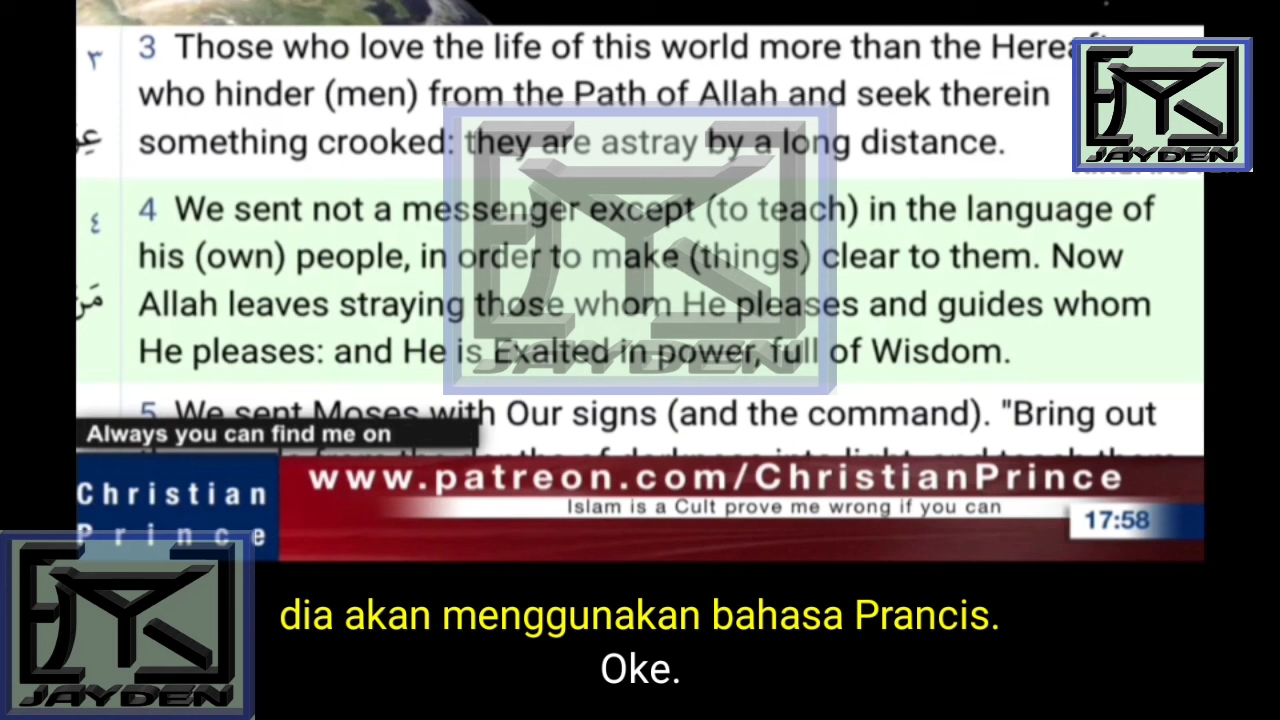 ٣
3 Those who love the life of this world more than the
who hinder (men) from the Path of Allah and seek therein
something crooked: they are astray by a long distance.
٤
4 We sent not a messenger except (to teach) in the language of
his (own) people, in order to make (things) clear to them. Now
Allah leaves straying those whom He pleases and guides whom
He pleases: and He is Exalted in power, full of Wisdom.
5 We sent Moses with Our signs (and the command). "Bring out
Always you can find me on
www.patreon.com/ChristianPrince
Islam is a Cult prove me wrong if you can
Christian
Prince
17:58
JAYDEN
JAYDEN
JAYDEN
dia akan menggunakan bahasa Prancis.
Oke.